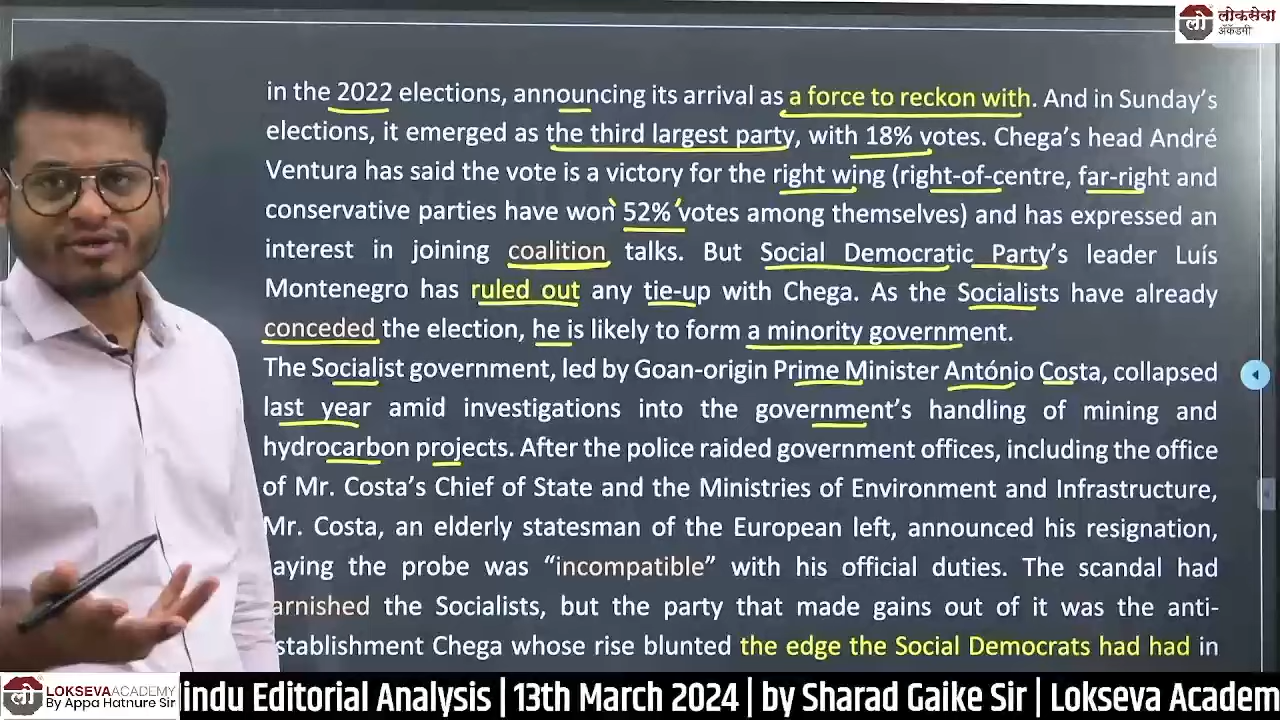 लो
लोकसेवा
अ‍ॅकॅडमी
in the 2022 elections, announcing its arrival as a force to reckon with. And in Sunday's
elections, it emerged as the third largest party, with 18% votes. Chega's head André
Ventura has said the vote is a victory for the right wing (right-of-centre, far-right and
conservative parties have won 52% votes among themselves) and has expressed an
interest in joining coalition talks. But Social Democratic Party's leader Luís
Montenegro has ruled out any tie-up with Chega. As the Socialists have already
conceded the election, he is likely to form a minority government.
The Socialist government, led by Goan-origin Prime Minister António Costa, collapsed
last year amid investigations into the government's handling of mining and
hydrocarbon projects. After the police raided government offices, including the office
of Mr. Costa's Chief of State and the Ministries of Environment and Infrastructure,
Mr. Costa, an elderly statesman of the European left, announced his resignation,
aying the probe was “incompatible” with his official duties. The scandal had
arnished the Socialists, but the party that made gains out of it was the anti-
stablishment Chega whose rise blunted the edge the Social Democrats had had in
लो
LOKSEVA ACADEMY
By Appa Hatnure Sir
indu Editorial Analysis | 13th March 2024 | by Sharad Gaike Sir | Lokseva Academ